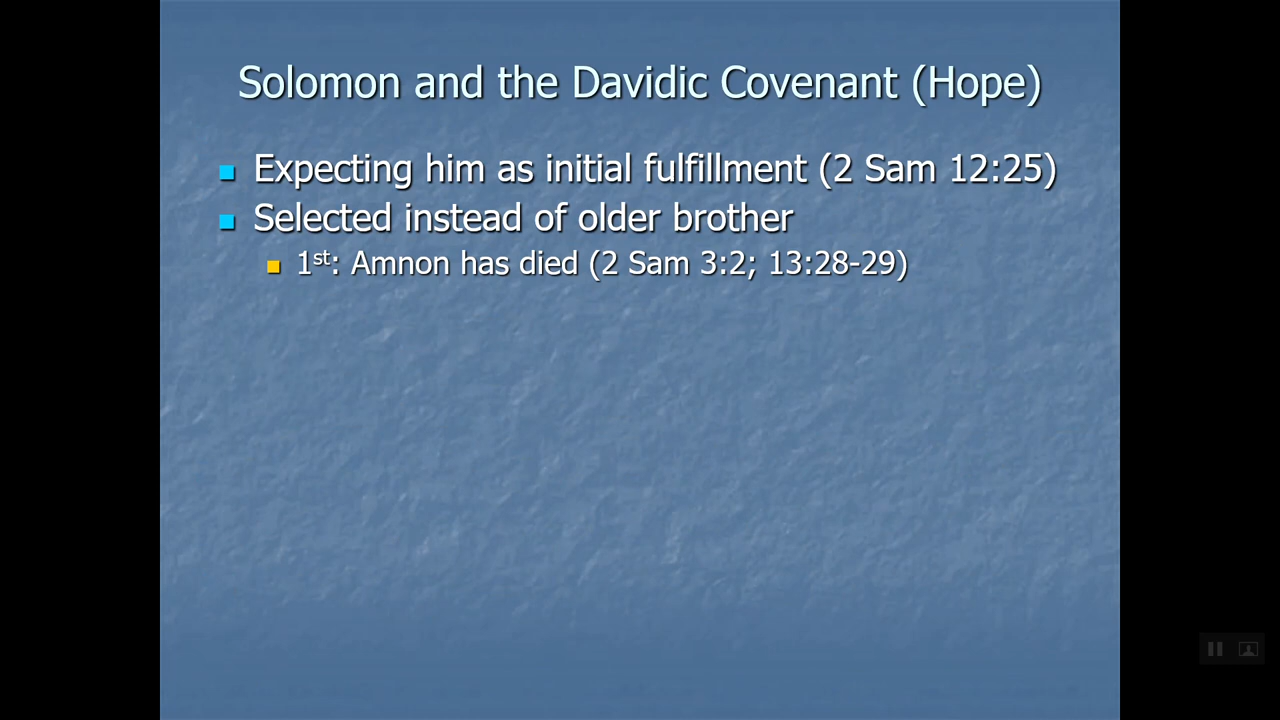 Solomon and the Davidic Covenant (Hope)
Expecting him as initial fulfillment (2 Sam 12:25)
Selected instead of older brother
1st: Amnon has died (2 Sam 3:2; 13:28-29)